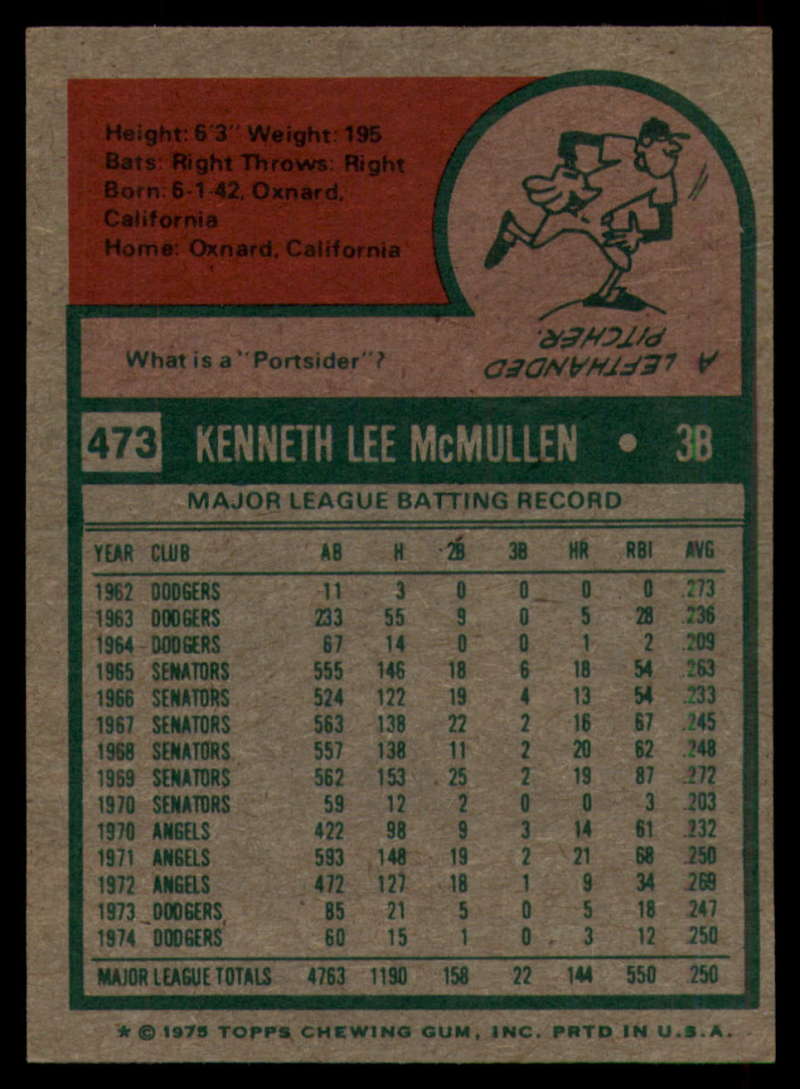 Height: 6'3" Weight: 195
Bats: Right Throws: Right
Born: 6-1-42, Oxnard,
California
Home: Oxnard, California
What is a "Portsider"?
A LEFTHANDED
PITCHER.
473 KENNETH LEE McMULLEN • 3B
MAJOR LEAGUE BATTING RECORD
YEAR CLUB AB H 2B 3B HR RBI AVG
1962 DODGERS 11 3 0 0 0 0 .273
1963 DODGERS 233 55 9 0 5 28 .236
1964 DODGERS 67 14 0 0 1 2 .209
1965 SENATORS 555 146 18 6 18 54 .263
1966 SENATORS 524 122 19 4 13 54 .233
1967 SENATORS 563 138 22 2 16 67 .245
1968 SENATORS 557 138 11 2 20 62 .248
1969 SENATORS 562 153 25 2 19 87 .272
1970 SENATORS 59 12 2 0 0 3 .203
1970 ANGELS 422 98 9 3 14 61 .232
1971 ANGELS 593 148 19 2 21 68 .250
1972 ANGELS 472 127 18 1 9 34 .269
1973 DODGERS 85 21 5 0 5 18 .247
1974 DODGERS 60 15 1 0 3 12 .250
MAJOR LEAGUE TOTALS 4763 1190 158 22 144 550 .250
* © 1975 TOPPS CHEWING GUM, INC. PRTD IN U.S.A.